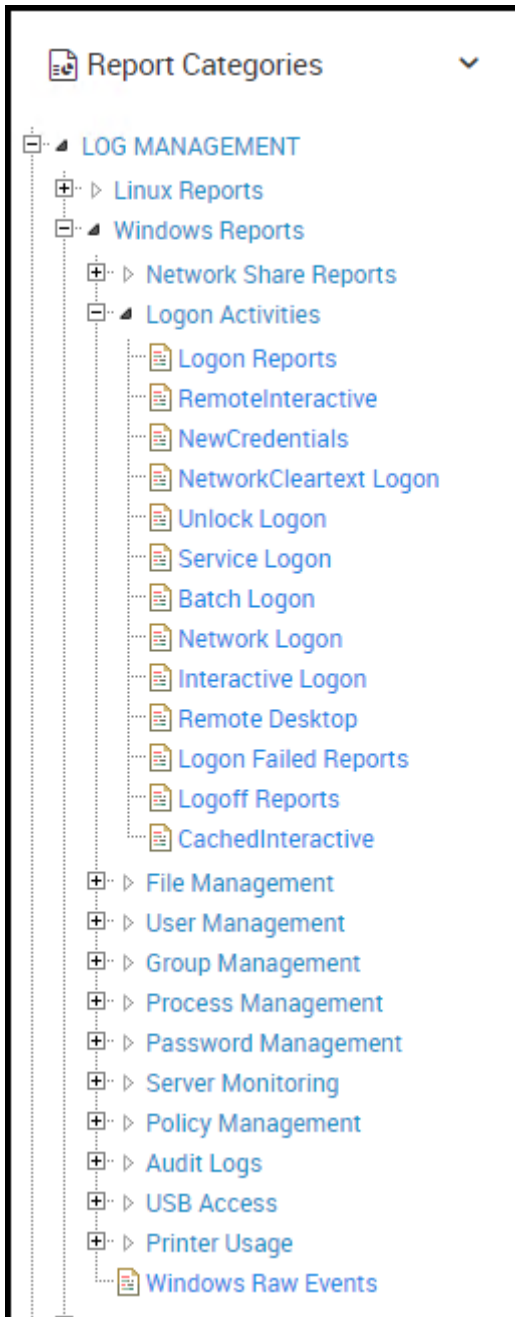 Report Categories
LOG MANAGEMENT
Linux Reports
Windows Reports
Network Share Reports
Logon Activities
Logon Reports
RemoteInteractive
NewCredentials
NetworkCleartext Logon
Unlock Logon
Service Logon
Batch Logon
Network Logon
Interactive Logon
Remote Desktop
Logon Failed Reports
Logoff Reports
CachedInteractive
File Management
User Management
Group Management
Process Management
Password Management
Server Monitoring
Policy Management
Audit Logs
USB Access
Printer Usage
Windows Raw Events